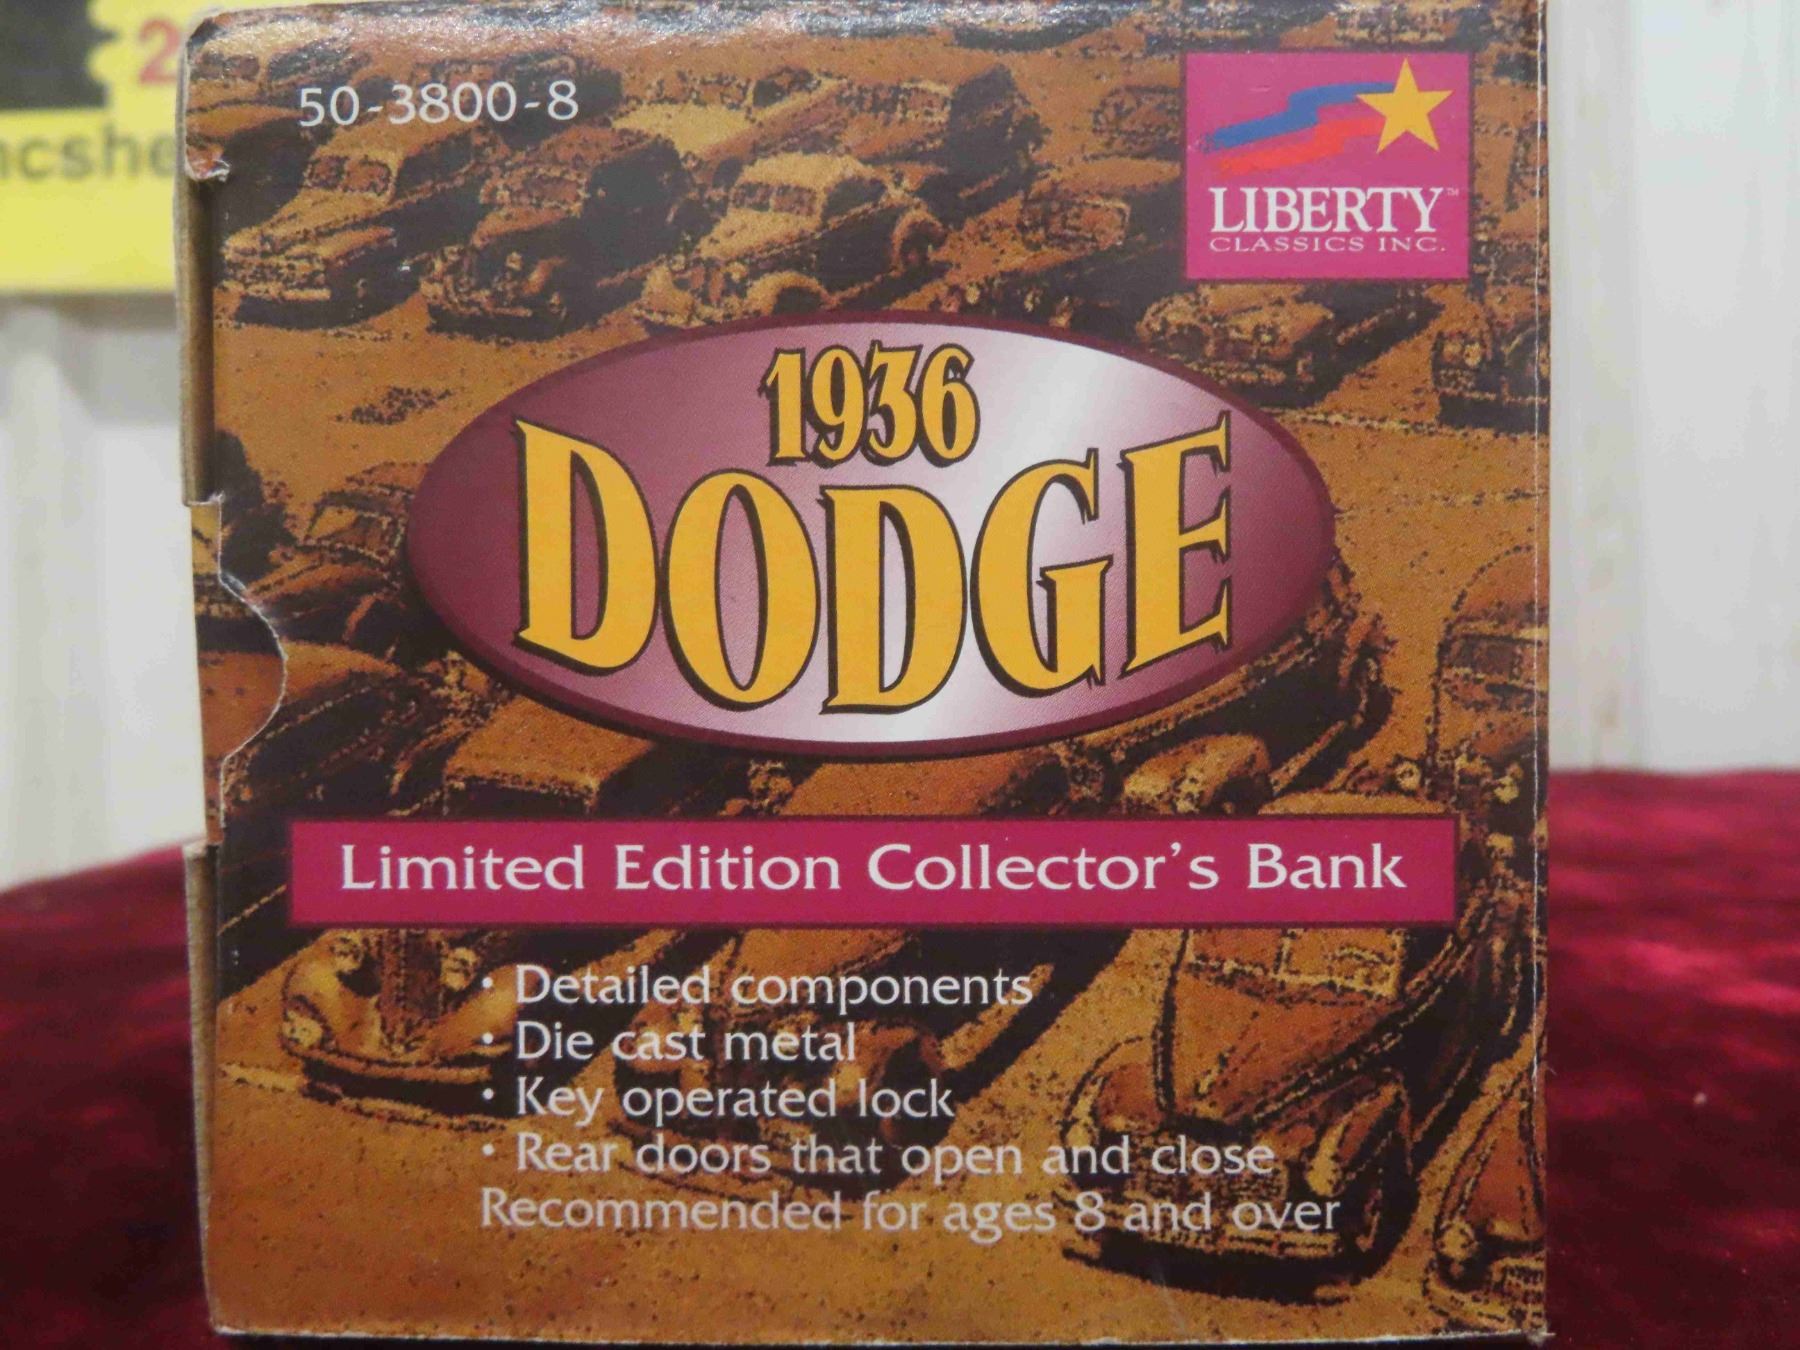 50-3800-8
LIBERTY™
CLASSICS INC.
1936
DODGE
Limited Edition Collector's Bank
• Detailed components
• Die cast metal
• Key operated lock
• Rear doors that open and close
Recommended for ages 8 and over